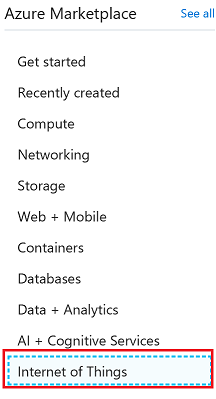 Azure Marketplace See all
Get started
Recently created
Compute
Networking
Storage
Web + Mobile
Containers
Databases
Data + Analytics
AI + Cognitive Services
Internet of Things